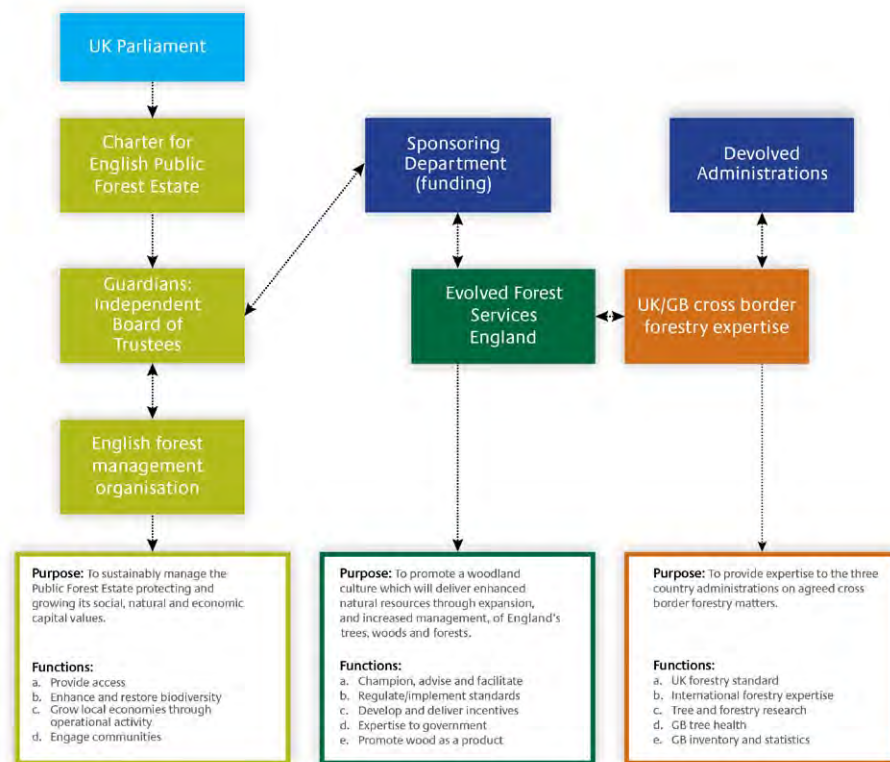 UK Parliament
Charter for
English Public
Forest Estate
Sponsoring
Department
(funding)
Devolved
Administrations
Guardians:
Independent
Board of
Trustees
Evolved Forest
Services
England
UK/GB cross border
forestry expertise
English forest
management
organisation
Purpose: To sustainably manage the
Public Forest Estate protecting and
growing its social, natural and economic
capital values.
Functions:
a. Provide access
b. Enhance and restore biodiversity
c. Grow local economies through
operational activity
d. Engage communities
Purpose: To promote a woodland
culture which will deliver enhanced
natural resources through expansion,
and increased management, of England's
trees, woods and forests.
Functions:
a. Champion, advise and facilitate
b. Regulate/implement standards
c. Develop and deliver incentives
d. Expertise to government
e. Promote wood as a product
Purpose: To provide expertise to the three
country administrations on agreed cross
border forestry matters.
Functions:
a. UK forestry standard
b. International forestry expertise
c. Tree and forestry research
d. GB tree health
e. GB inventory and statistics